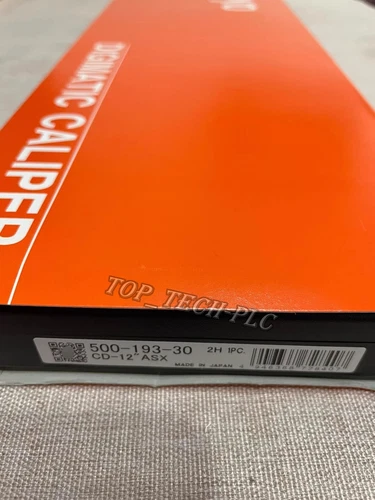 DIGIMATIC CALIPER
TOP_TECH-PLC
500-193-30 2H 1PC.
CD-12"ASX
MADE IN JAPAN